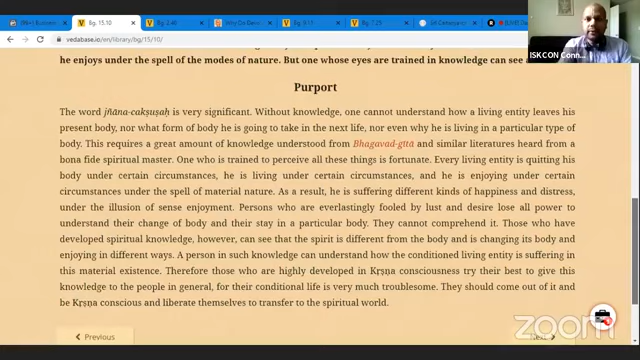 (96+) Business
Bg. 15.10
Bg. 2.40
Why Do Devo
Bg. 9.11
Bg. 7.25
vedabase.io/en/library/bg/15/10/
he enjoys under the spell of the modes of nature. But one whose eyes are trained in knowledge can see
ISKCON Conn...
Purport
The word jñāna-cakṣuṣaḥ is very significant. Without knowledge, one cannot understand how a living entity leaves his
present body, nor what form of body he is going to take in the next life, nor even why he is living in a particular type of
body. This requires a great amount of knowledge understood from Bhagavad-gītā and similar literatures heard from a
bona fide spiritual master. One who is trained to perceive all these things is fortunate. Every living entity is quitting his
body under certain circumstances, he is living under certain circumstances, and he is enjoying under certain
circumstances under the spell of material nature. As a result, he is suffering different kinds of happiness and distress,
under the illusion of sense enjoyment. Persons who are everlastingly fooled by lust and desire lose all power to
understand their change of body and their stay in a particular body. They cannot comprehend it. Those who have
developed spiritual knowledge, however, can see that the spirit is different from the body and is changing its body and
enjoying in different ways. A person in such knowledge can understand how the conditioned living entity is suffering in
this material existence. Therefore those who are highly developed in Kṛṣṇa consciousness try their best to give this
knowledge to the people in general, for their conditional life is very much troublesome. They should come out of it and
be Kṛṣṇa conscious and liberate themselves to transfer to the spiritual world.
Previous
Next
zoom